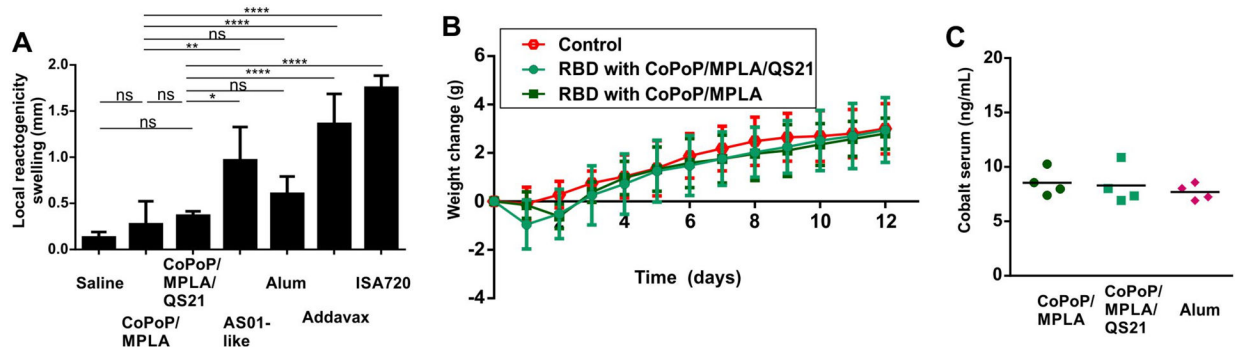 A
****
****
ns
**
****
****
ns
ns
ns
*
ns
Local reactogenicity
swelling (mm)
2.0
1.5
1.0
0.5
0.0
Saline
CoPoP/
MPLA
CoPoP/
MPLA/
QS21
AS01-
like
Alum
Addavax
ISA720
B
Control
RBD with CoPoP/MPLA/QS21
RBD with CoPoP/MPLA
Weight change (g)
6
4
2
0
-2
-4
4
6
8
10
12
Time (days)
C
Cobalt serum (ng/mL)
20
15
10
5
0
CoPoP/
MPLA
CoPoP/
MPLA/
QS21
Alum